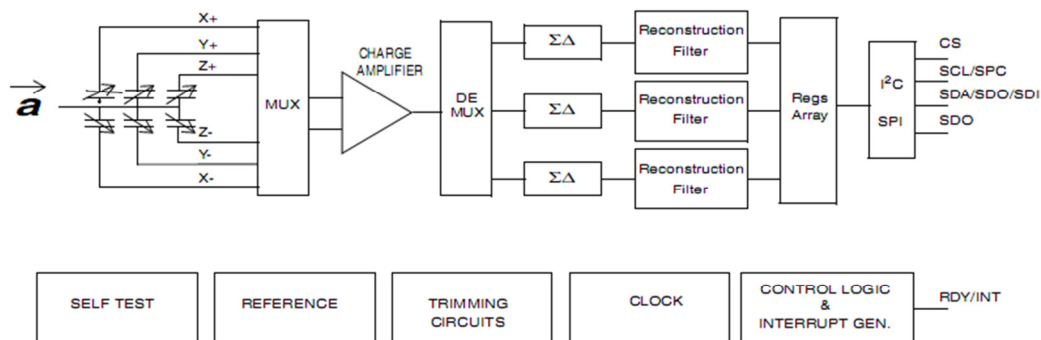 X+
Y+
Z+
a
Z-
Y-
X-
MUX
CHARGE
AMPLIFIER
DE
MUX
ΣΔ
ΣΔ
ΣΔ
Reconstruction
Filter
Reconstruction
Filter
Reconstruction
Filter
Regs
Array
I²C
SPI
CS
SCL/SPC
SDA/SDO/SDI
SDO
SELF TEST
REFERENCE
TRIMMING
CIRCUITS
CLOCK
CONTROL LOGIC
&
INTERRUPT GEN.
RDY/INT